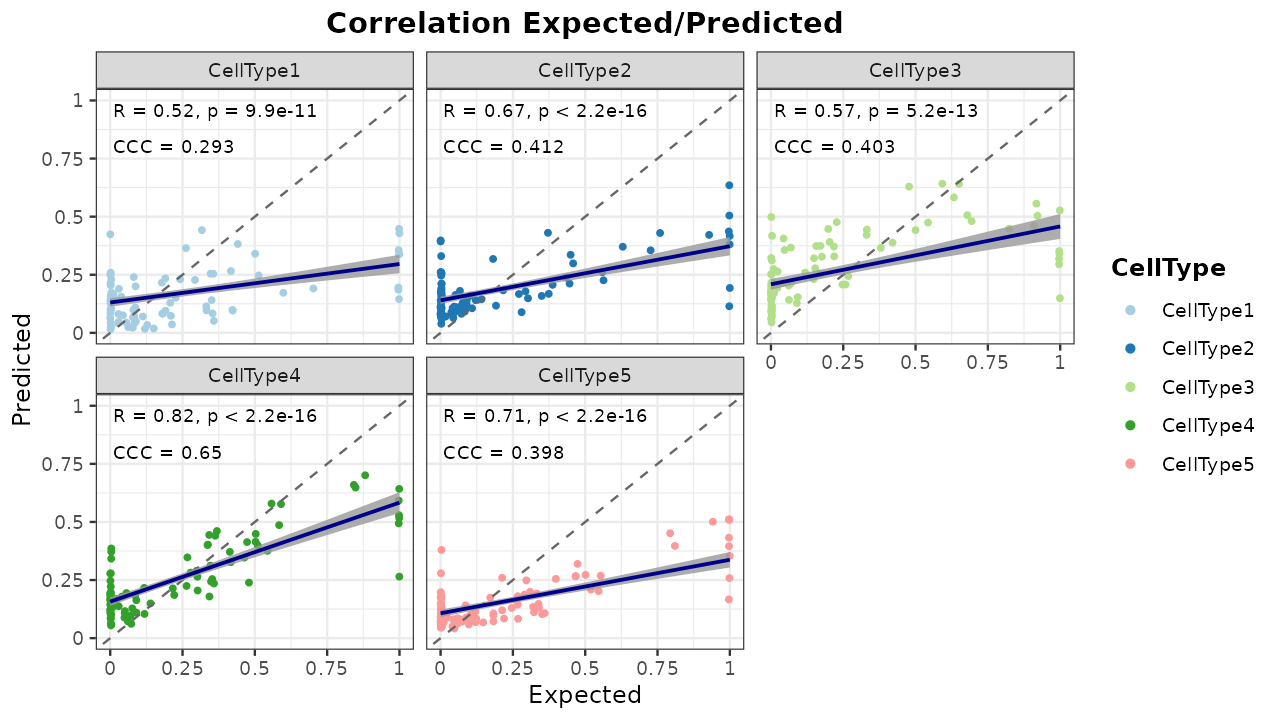 Correlation Expected/Predicted
CellType1
CellType2
CellType3
R = 0.52, p = 9.9e-11
CCC = 0.293
R = 0.67, p < 2.2e-16
CCC = 0.412
R = 0.57, p = 5.2e-13
CCC = 0.403
1
0.75
0.5
0.25
0
0 0.25 0.5 0.75 1
CellType4
CellType5
R = 0.82, p < 2.2e-16
CCC = 0.65
R = 0.71, p < 2.2e-16
CCC = 0.398
1
0.75
0.5
0.25
0
0 0.25 0.5 0.75 1
0 0.25 0.5 0.75 1
Predicted
Expected
CellType
CellType1
CellType2
CellType3
CellType4
CellType5